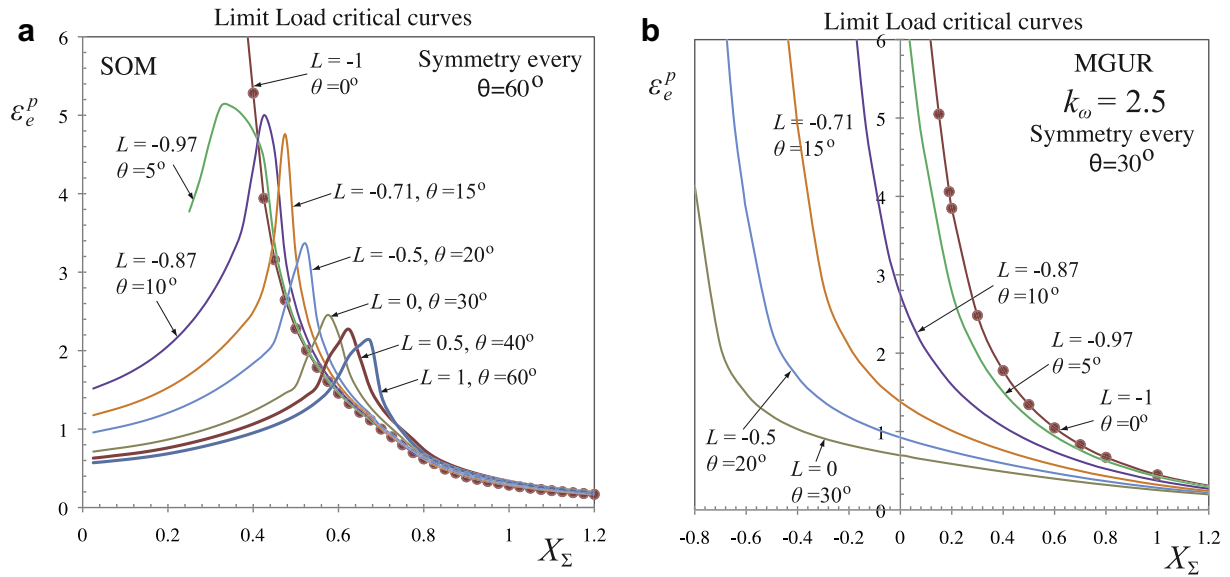 a
Limit Load critical curves
SOM
Symmetry every
θ=60°
L = -1
θ=0°
ε_e^p
L = -0.97
θ = 5°
L = -0.71, θ=15°
L = -0.5, θ=20°
L = -0.87
θ = 10°
L = 0, θ=30°
L = 0.5, θ=40°
L = 1, θ=60°
6
5
4
3
2
1
0
0 0.2 0.4 0.6 0.8 1 1.2
X_Σ
b
Limit Load critical curves
MGUR
k_ω = 2.5
Symmetry every
θ=30°
ε_e^p
L = -0.71
θ = 15°
L = -0.87
θ = 10°
L = -0.97
θ=5°
L = -1
θ=0°
L = -0.5
θ = 20°
L = 0
θ=30°
6
5
4
3
2
1
0
-0.8 -0.6 -0.4 -0.2 0 0.2 0.4 0.6 0.8 1 1.2
X_Σ